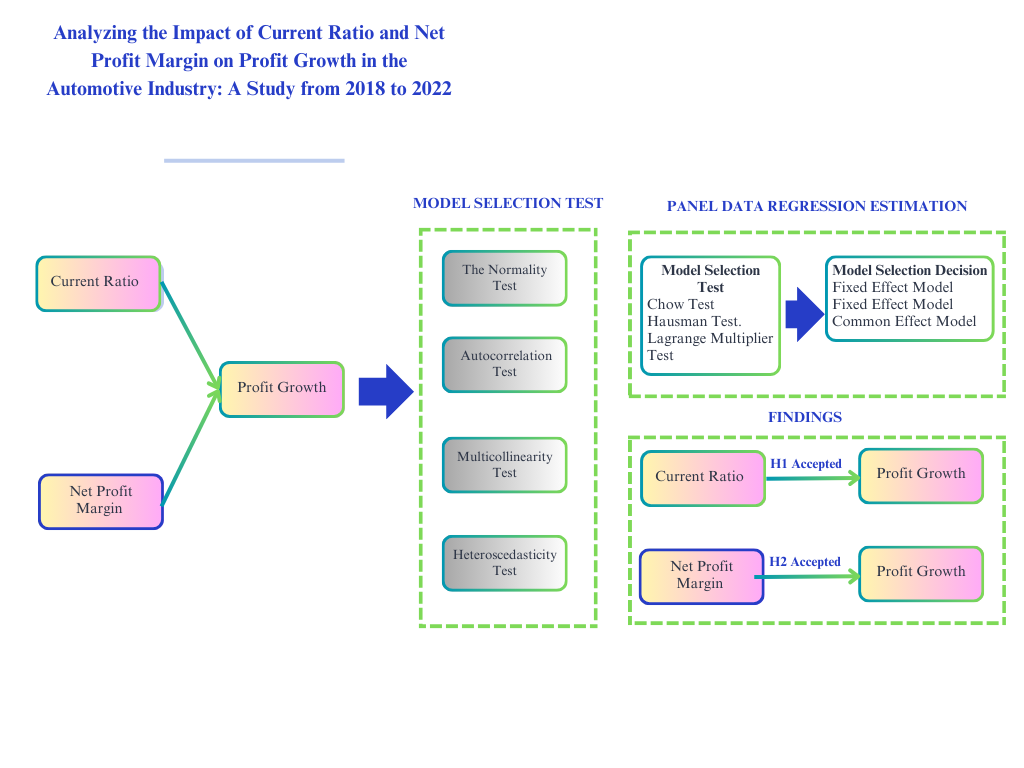 Analyzing the Impact of Current Ratio and Net
Profit Margin on Profit Growth in the
Automotive Industry: A Study from 2018 to 2022
Current Ratio
Net Profit
Margin
Profit Growth
MODEL SELECTION TEST
The Normality
Test
Autocorrelation
Test
Multicollinearity
Test
Heteroscedasticity
Test
PANEL DATA REGRESSION ESTIMATION
Model Selection
Test
Chow Test
Hausman Test.
Lagrange Multiplier
Test
Model Selection Decision
Fixed Effect Model
Fixed Effect Model
Common Effect Model
FINDINGS
Current Ratio
H1 Accepted
Profit Growth
Net Profit
Margin
H2 Accepted
Profit Growth